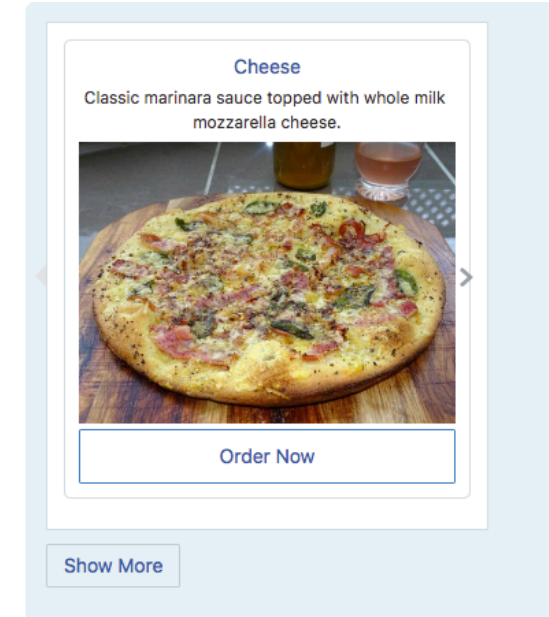 Cheese
Classic marinara sauce topped with whole milk
mozzarella cheese.
Order Now
Show More